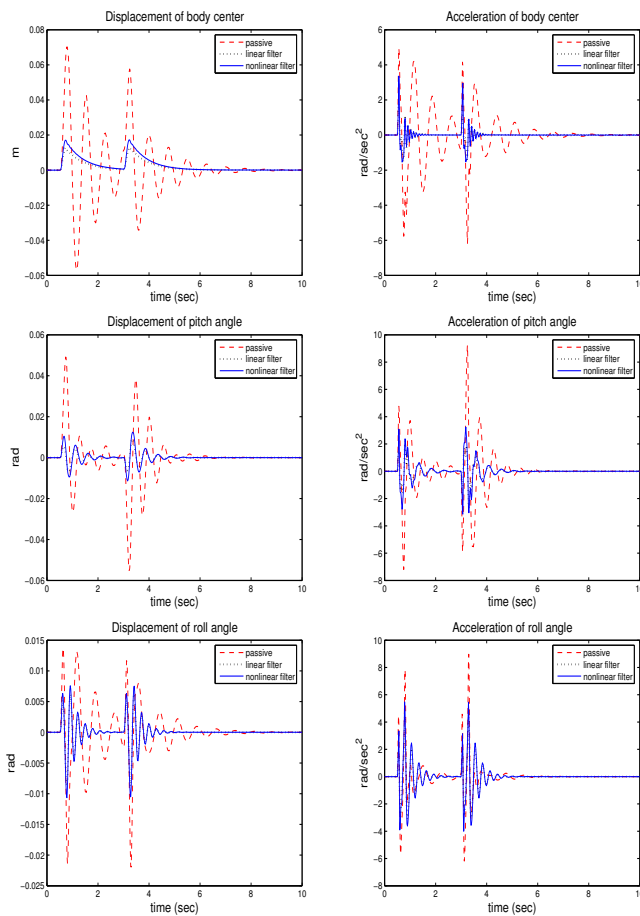 Displacement of body center
0.08
0.06
0.04
0.02
0
−0.02
−0.04
−0.06
m
passive
linear filter
nonlinear filter
0 2 4 6 8 10
time (sec)
Acceleration of body center
6
4
2
0
−2
−4
−6
−8
rad/sec²
passive
linear filter
nonlinear filter
0 2 4 6 8 10
time (sec)
Displacement of pitch angle
0.06
0.04
0.02
0
−0.02
−0.04
−0.06
rad
passive
linear filter
nonlinear filter
0 2 4 6 8 10
time (sec)
Acceleration of pitch angle
10
8
6
4
2
0
−2
−4
−6
−8
rad/sec²
passive
linear filter
nonlinear filter
0 2 4 6 8 10
time (sec)
Displacement of roll angle
0.015
0.01
0.005
0
−0.005
−0.01
−0.015
−0.02
−0.025
rad
passive
linear filter
nonlinear filter
0 2 4 6 8 10
time (sec)
Acceleration of roll angle
10
8
6
4
2
0
−2
−4
−6
−8
rad/sec²
passive
linear filter
nonlinear filter
0 2 4 6 8 10
time (sec)